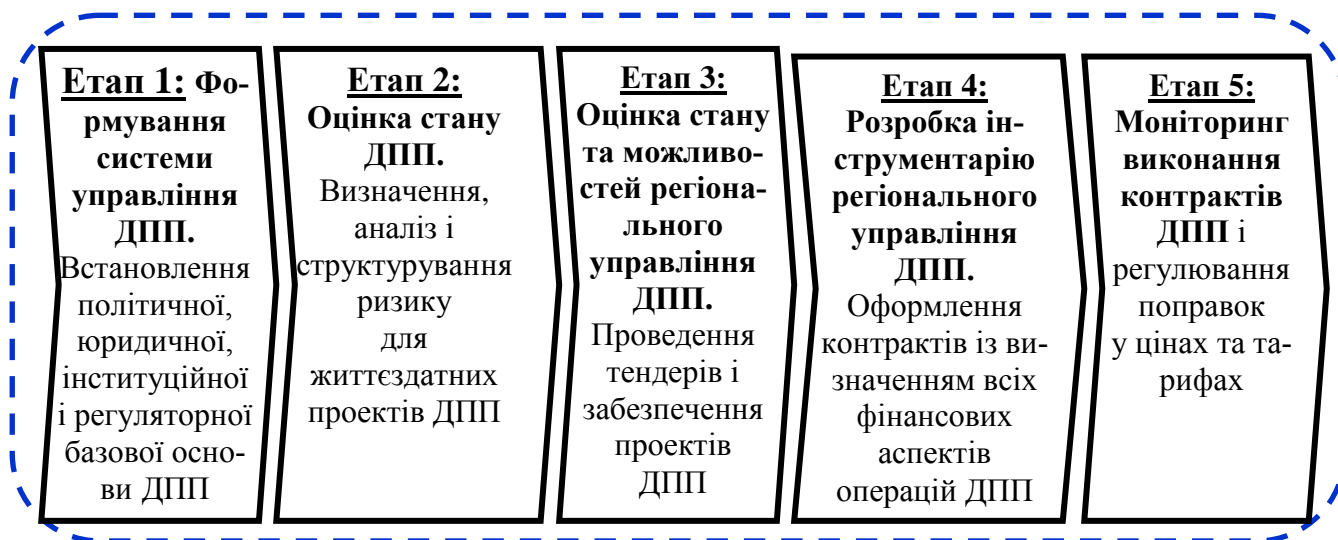 Етап 1: Фо-
рмування
системи
управління
ДПП.
Встановлення
політичної,
юридичної,
інституційної
і регуляторної
базової осно-
ви ДПП
Етап 2:
Оцінка стану
ДПП.
Визначення,
аналіз і
структурування
ризику
для
життєздатних
проектів ДПП
Етап 3:
Оцінка стану
та можливо-
стей регіона-
льного
управління
ДПП.
Проведення
тендерів і
забезпечення
проектів
ДПП
Етап 4:
Розробка ін-
струментарію
регіонального
управління
ДПП.
Оформлення
контрактів із ви-
значенням всіх
фінансових
аспектів
операцій ДПП
Етап 5:
Моніторинг
виконання
контрактів
ДПП і
регулювання
поправок
у цінах та та-
рифах